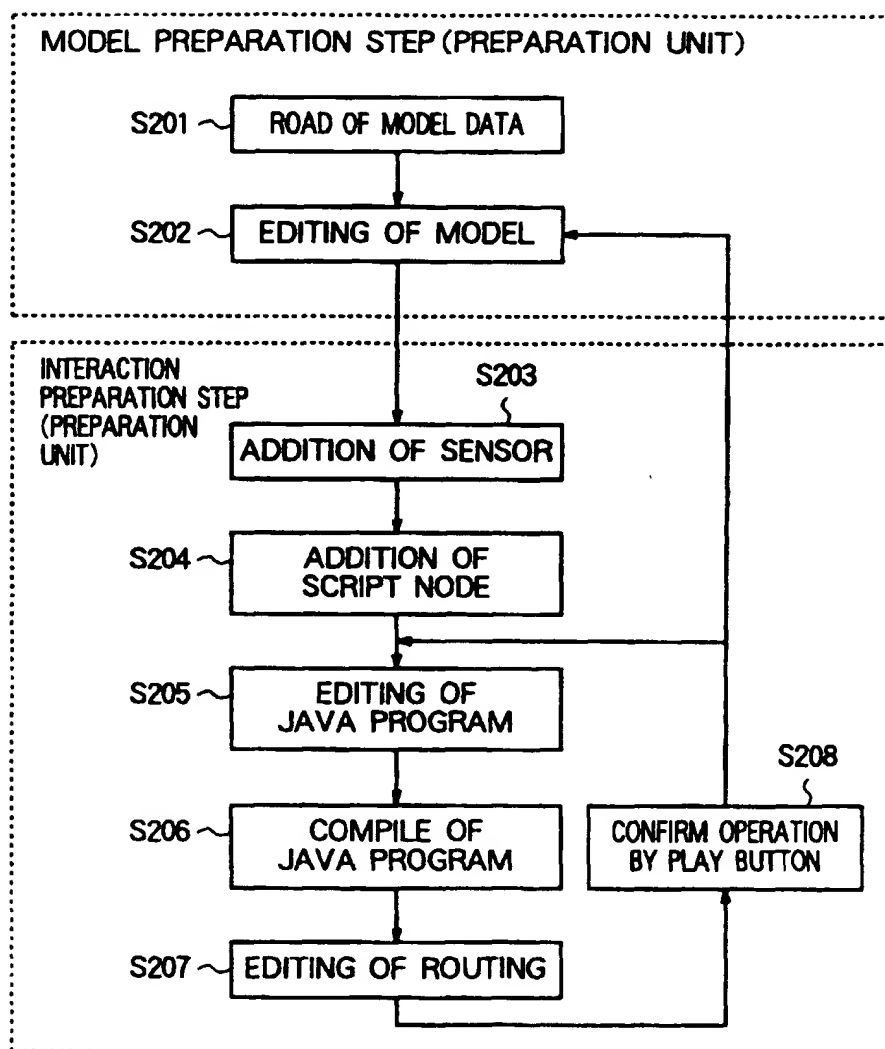 MODEL PREPARATION STEP (PREPARATION UNIT)
S201
ROAD OF MODEL DATA
S202
EDITING OF MODEL
INTERACTION
PREPARATION STEP
(PREPARATION
UNIT)
S203
ADDITION OF SENSOR
S204
ADDITION OF
SCRIPT NODE
S205
EDITING OF
JAVA PROGRAM
S206
COMPILE OF
JAVA PROGRAM
S208
CONFIRM OPERATION
BY PLAY BUTTON
S207
EDITING OF ROUTING